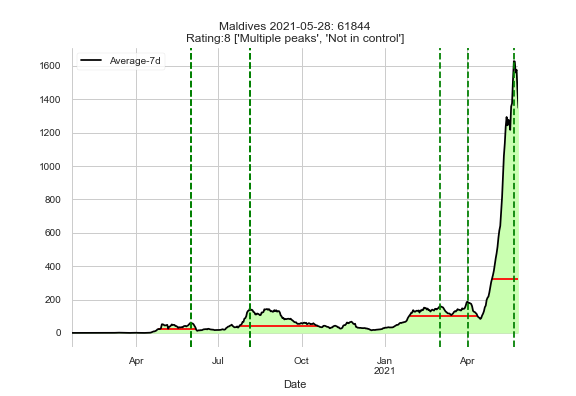 Maldives 2021-05-28: 61844
Rating:8 ['Multiple peaks', 'Not in control']
Average-7d
1600
1400
1200
1000
800
600
400
200
0
Apr
Jul
Oct
Jan
2021
Apr
Date